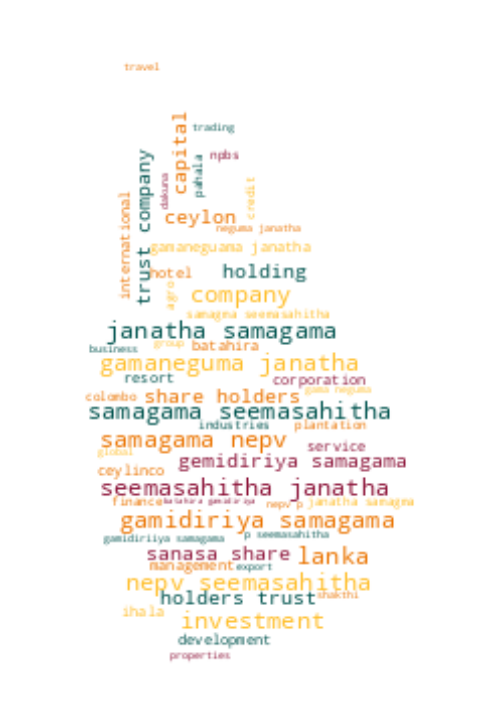 travel
capital
trading
trust company
pahala
npbs
dakuna
credit
international
ceylon
neguma janatha
gamaneguama janatha
hotel
holding
agro
company
samagma seemasahitha
janatha samagama
business
group
batahira
gamaneguma janatha
resort
corporation
gama neguma
colombo
share holders
samagama seemasahitha
industries
plantation
samagama nepv
service
global
gemidiriya samagama
ceylinco
seemasahitha janatha
finance
batahira gemidiriya
nepv p
janatha samagma
gamidiriya samagama
gamidiriiya samagama
p seemasahitha
sanasa share
lanka
management
export
nepv seemasahitha
holders trust
shakthi
ihala
investment
development
properties